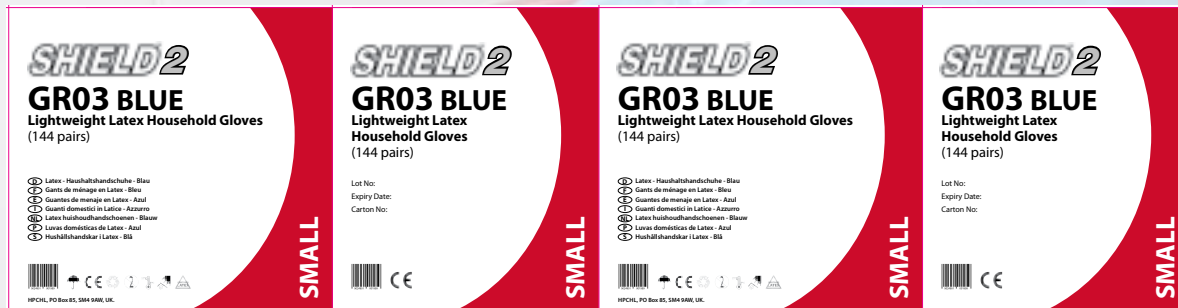 SHIELD 2
GR03 BLUE
Lightweight Latex Household Gloves
(144 pairs)
D Latex - Haushaltshandschuhe - Blau
F Gants de ménage en Latex - Bleu
E Guantes de menaje en Latex - Azul
I Guanti domestici in Latice - Azzurro
NL Latex huishoudhandschoenen - Blauw
P Luvas domésticas de Latex - Azul
S Hushållshandskar i Latex - Blå
CE
HPCHL, PO Box 85, SM4 9AW, UK.
SMALL
SHIELD 2
GR03 BLUE
Lightweight Latex
Household Gloves
(144 pairs)
Lot No:
Expiry Date:
Carton No:
CE
SMALL
SHIELD 2
GR03 BLUE
Lightweight Latex Household Gloves
(144 pairs)
D Latex - Haushaltshandschuhe - Blau
F Gants de ménage en Latex - Bleu
E Guantes de menaje en Latex - Azul
I Guanti domestici in Latice - Azzurro
NL Latex huishoudhandschoenen - Blauw
P Luvas domésticas de Latex - Azul
S Hushållshandskar i Latex - Blå
CE
HPCHL, PO Box 85, SM4 9AW, UK.
SMALL
SHIELD 2
GR03 BLUE
Lightweight Latex
Household Gloves
(144 pairs)
Lot No:
Expiry Date:
Carton No:
CE
SMALL